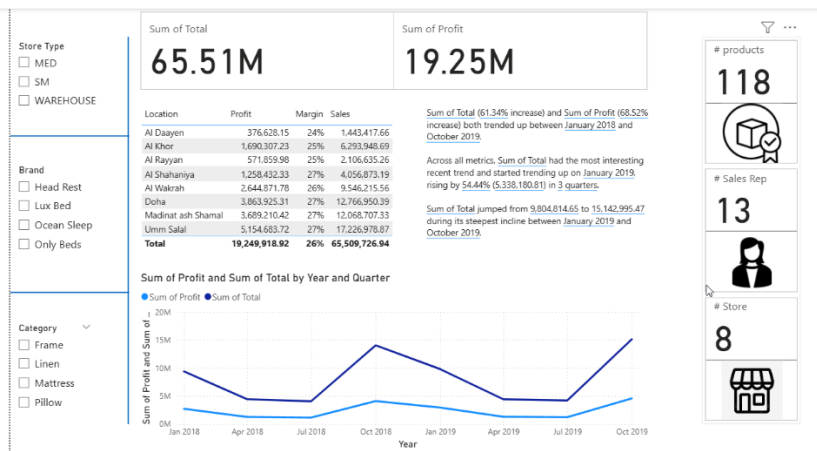 Store Type
MED
SM
WAREHOUSE
Brand
Head Rest
Lux Bed
Ocean Sleep
Only Beds
Category
Frame
Linen
Mattress
Pillow
Sum of Total
65.51M
Sum of Profit
19.25M
Location Profit Margin Sales
Al Daayen 376,628.15 24% 1,443,417.66
Al Khor 1,690,307.23 25% 6,293,948.69
Al Rayyan 571,859.98 25% 2,106,635.26
Al Shahaniya 1,258,432.33 27% 4,056,873.19
Al Wakrah 2,644,871.78 26% 9,546,215.56
Doha 3,863,925.31 27% 12,766,950.39
Madinat ash Shamal 3,689,210.42 27% 12,068,707.33
Umm Salal 5,154,683.72 27% 17,226,978.87
Total 19,249,918.92 26% 65,509,726.94
Sum of Total (61.34% increase) and Sum of Profit (68.52%
increase) both trended up between January 2018 and
October 2019.
Across all metrics, Sum of Total had the most interesting
recent trend and started trending up on January 2019,
rising by 54.44% (5,338,180.81) in 3 quarters.
Sum of Total jumped from 9,804,814.65 to 15,142,995.47
during its steepest incline between January 2019 and
October 2019.
Sum of Profit and Sum of Total by Year and Quarter
Sum of Profit Sum of Total
Sum of Profit and Sum of ...
20M
15M
10M
5M
0M
Jan 2018 Apr 2018 Jul 2018 Oct 2018 Jan 2019 Apr 2019 Jul 2019 Oct 2019
Year
# products
118
# Sales Rep
13
# Store
8